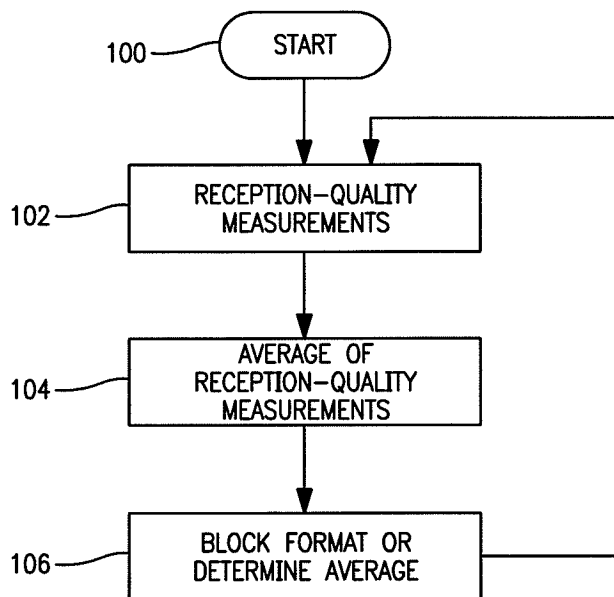 100
START
102
RECEPTION-QUALITY
MEASUREMENTS
104
AVERAGE OF
RECEPTION-QUALITY
MEASUREMENTS
106
BLOCK FORMAT OR
DETERMINE AVERAGE